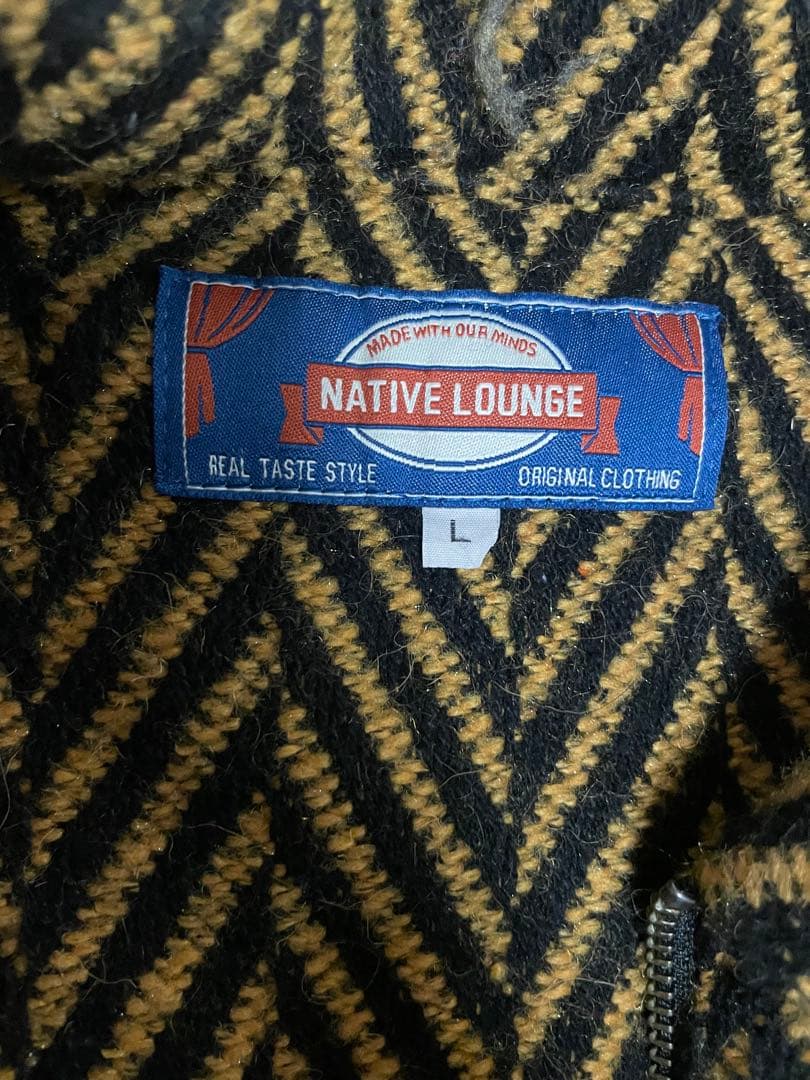 MADE WITH OUR MINDS
NATIVE LOUNGE
REAL TASTE STYLE
ORIGINAL CLOTHING
L